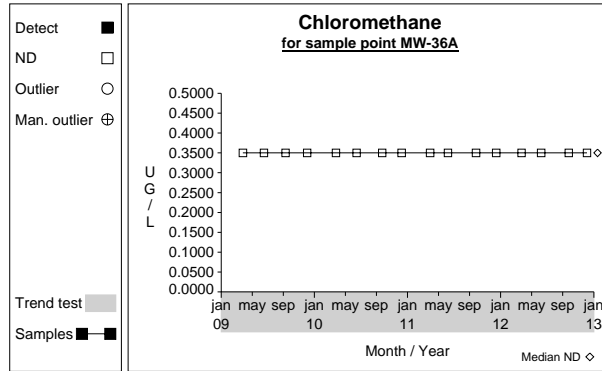 Detect
ND
Outlier
Man. outlier
Trend test
Samples
Chloromethane
for sample point MW-36A
0.5000
0.4500
0.4000
0.3500
0.3000
0.2500
0.2000
0.1500
0.1000
0.0500
0.0000
U
G
/
L
jan may sep jan may sep jan may sep jan may sep jan
09 10 11 12 13
Month / Year
Median ND